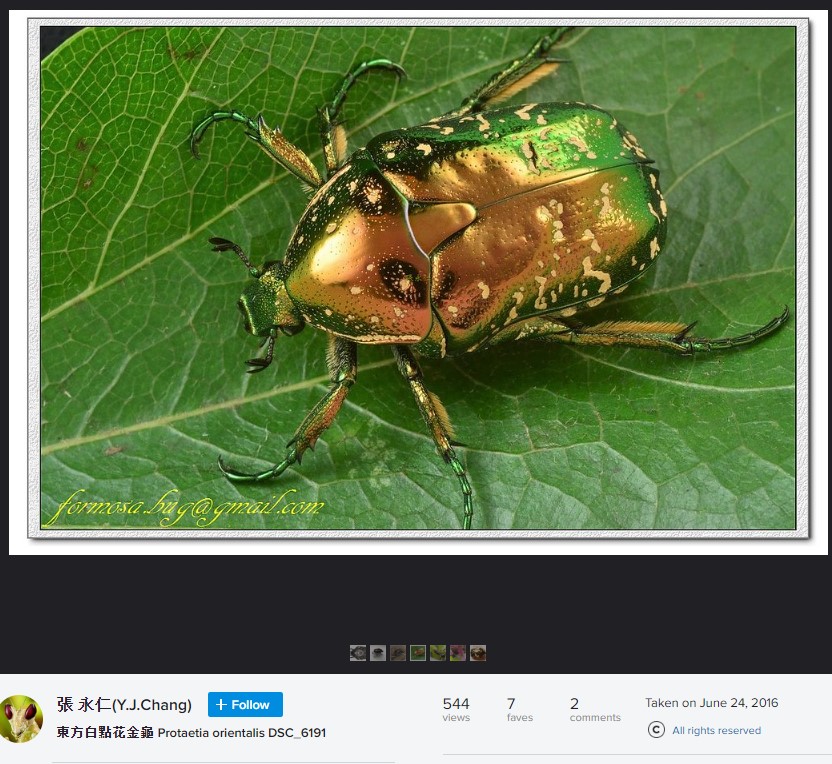 formosa.bug@gmail.com
張 永仁(Y.J.Chang)
+ Follow
東方白點花金龜 Protaetia orientalis DSC_6191
544
views
7
faves
2
comments
Taken on June 24, 2016
© All rights reserved